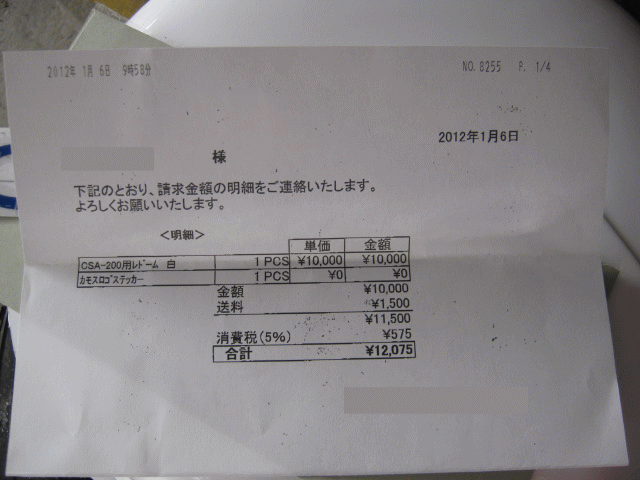 2012年 1月 6日 9時58分 NO.8255 P. 1/4
2012年1月6日
様
下記のとおり、請求金額の明細をご連絡いたします。
よろしくお願いいたします。
<明細>
単価 金額
CSA-200用ﾚﾄﾞｰﾑ 白 1 PCS ¥10,000 ¥10,000
ｶﾓｽﾛｺﾞｽﾃｯｶｰ 1 PCS ¥0 ¥0
金額 ¥10,000
送料 ¥1,500
¥11,500
消費税(5%) ¥575
合計 ¥12,075